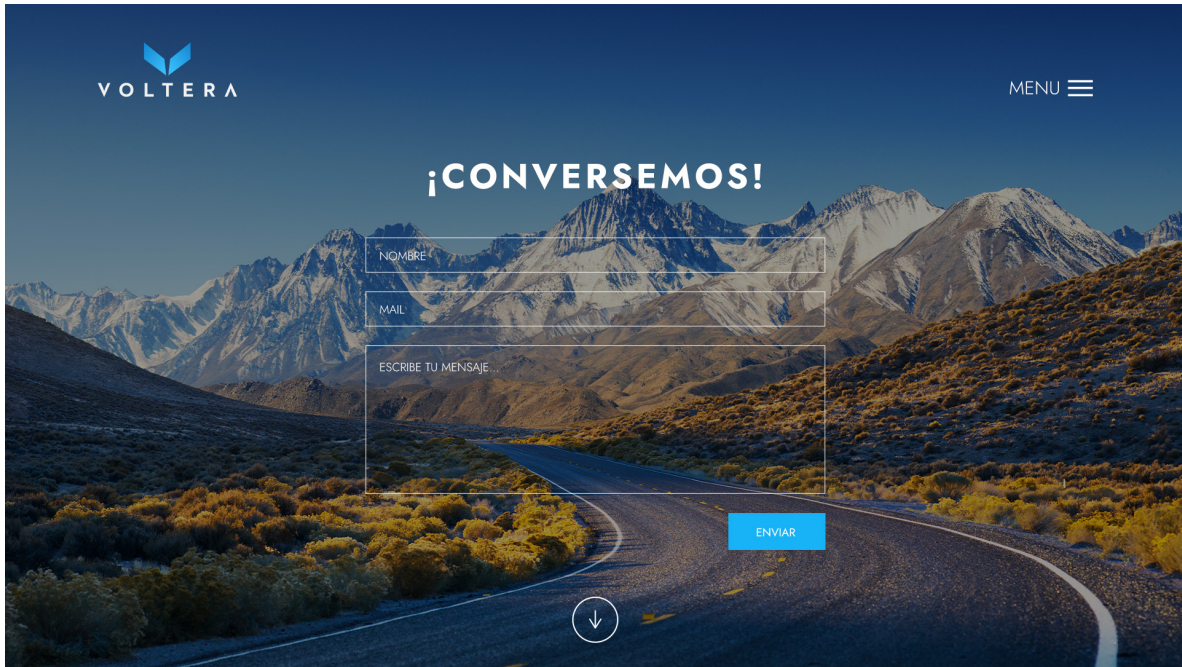 VOLTERA
MENU
¡CONVERSEMOS!
NOMBRE
MAIL
ESCRIBE TU MENSAJE...
ENVIAR